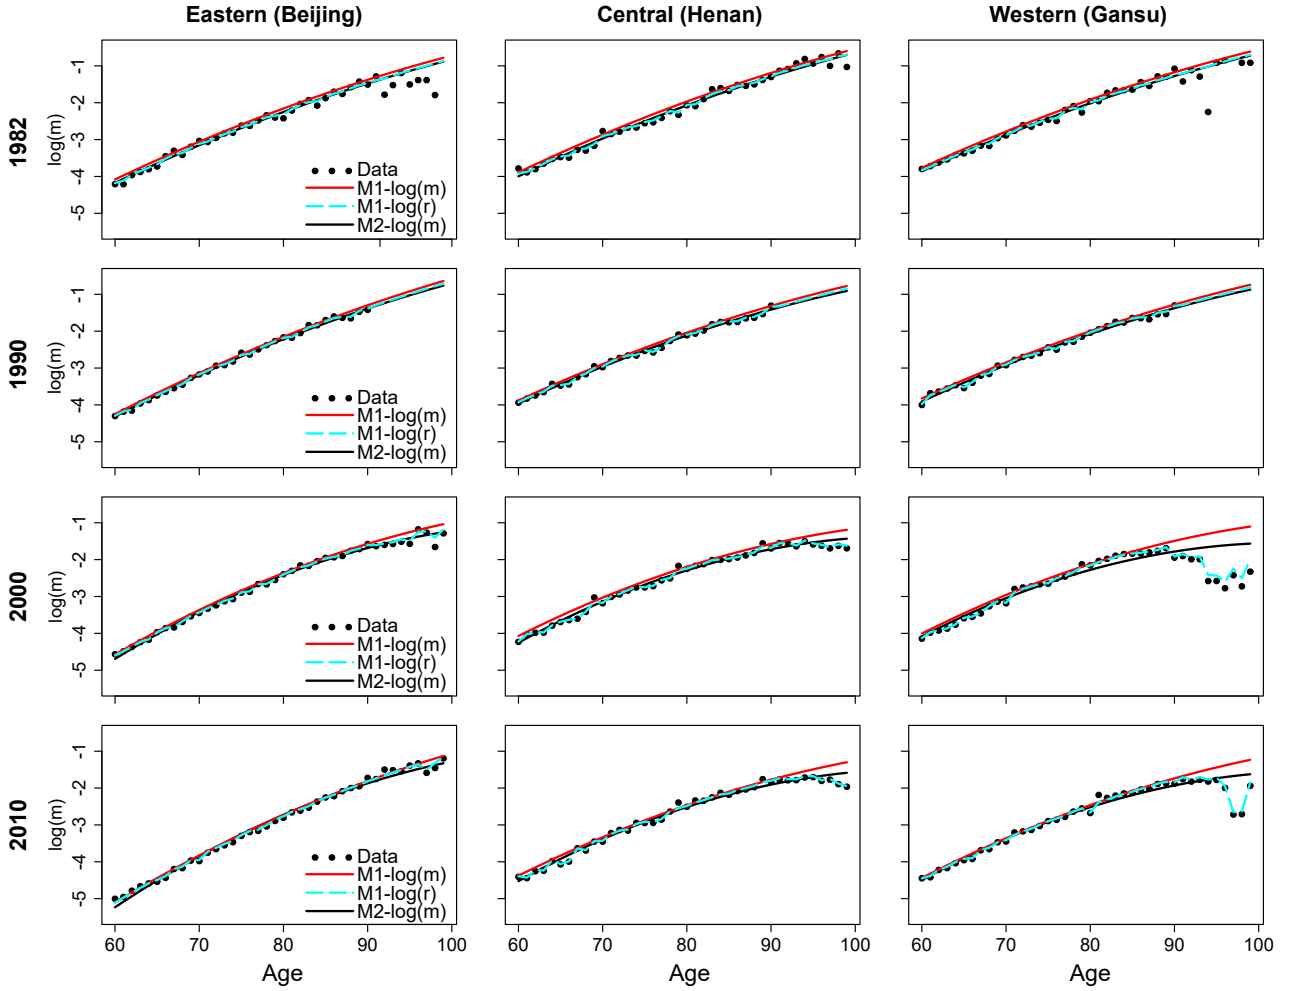 Eastern (Beijing)
Central (Henan)
Western (Gansu)
1982
log(m)
-1
-2
-3
-4
-5
Data
M1-log(m)
M1-log(r)
M2-log(m)
1990
log(m)
-1
-2
-3
-4
-5
Data
M1-log(m)
M1-log(r)
M2-log(m)
2000
log(m)
-1
-2
-3
-4
-5
Data
M1-log(m)
M1-log(r)
M2-log(m)
2010
log(m)
-1
-2
-3
-4
-5
Data
M1-log(m)
M1-log(r)
M2-log(m)
60 70 80 90 100
60 70 80 90 100
60 70 80 90 100
Age
Age
Age